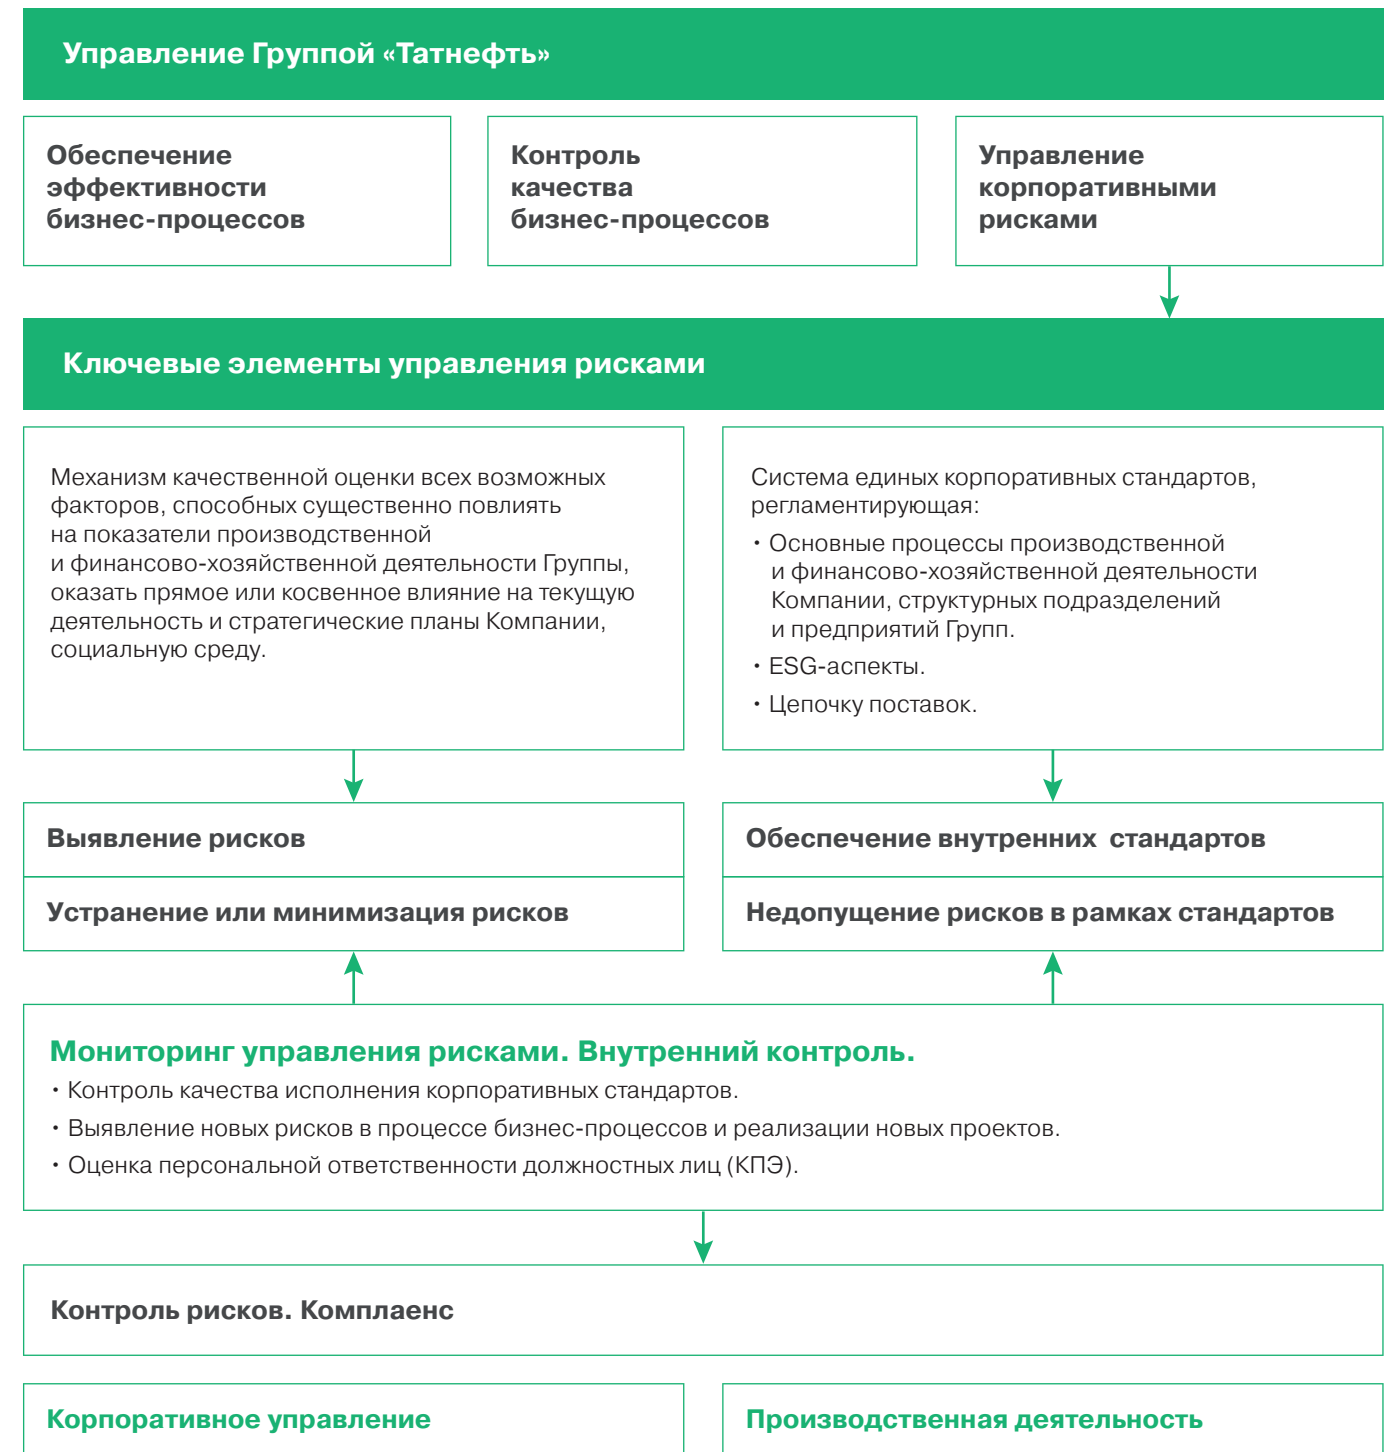 Управление Группой «Татнефть»
Обеспечение
эффективности
бизнес-процессов
Контроль
качества
бизнес-процессов
Управление
корпоративными
рисками
Ключевые элементы управления рисками
Механизм качественной оценки всех возможных
факторов, способных существенно повлиять
на показатели производственной
и финансово-хозяйственной деятельности Группы,
оказать прямое или косвенное влияние на текущую
деятельность и стратегические планы Компании,
социальную среду.
Система единых корпоративных стандартов,
регламентирующая:
• Основные процессы производственной
и финансово-хозяйственной деятельности
Компании, структурных подразделений
и предприятий Групп.
• ESG-аспекты.
• Цепочку поставок.
Выявление рисков
Устранение или минимизация рисков
Обеспечение внутренних стандартов
Недопущение рисков в рамках стандартов
Мониторинг управления рисками. Внутренний контроль.
• Контроль качества исполнения корпоративных стандартов.
• Выявление новых рисков в процессе бизнес-процессов и реализации новых проектов.
• Оценка персональной ответственности должностных лиц (КПЭ).
Контроль рисков. Комплаенс
Корпоративное управление
Производственная деятельность